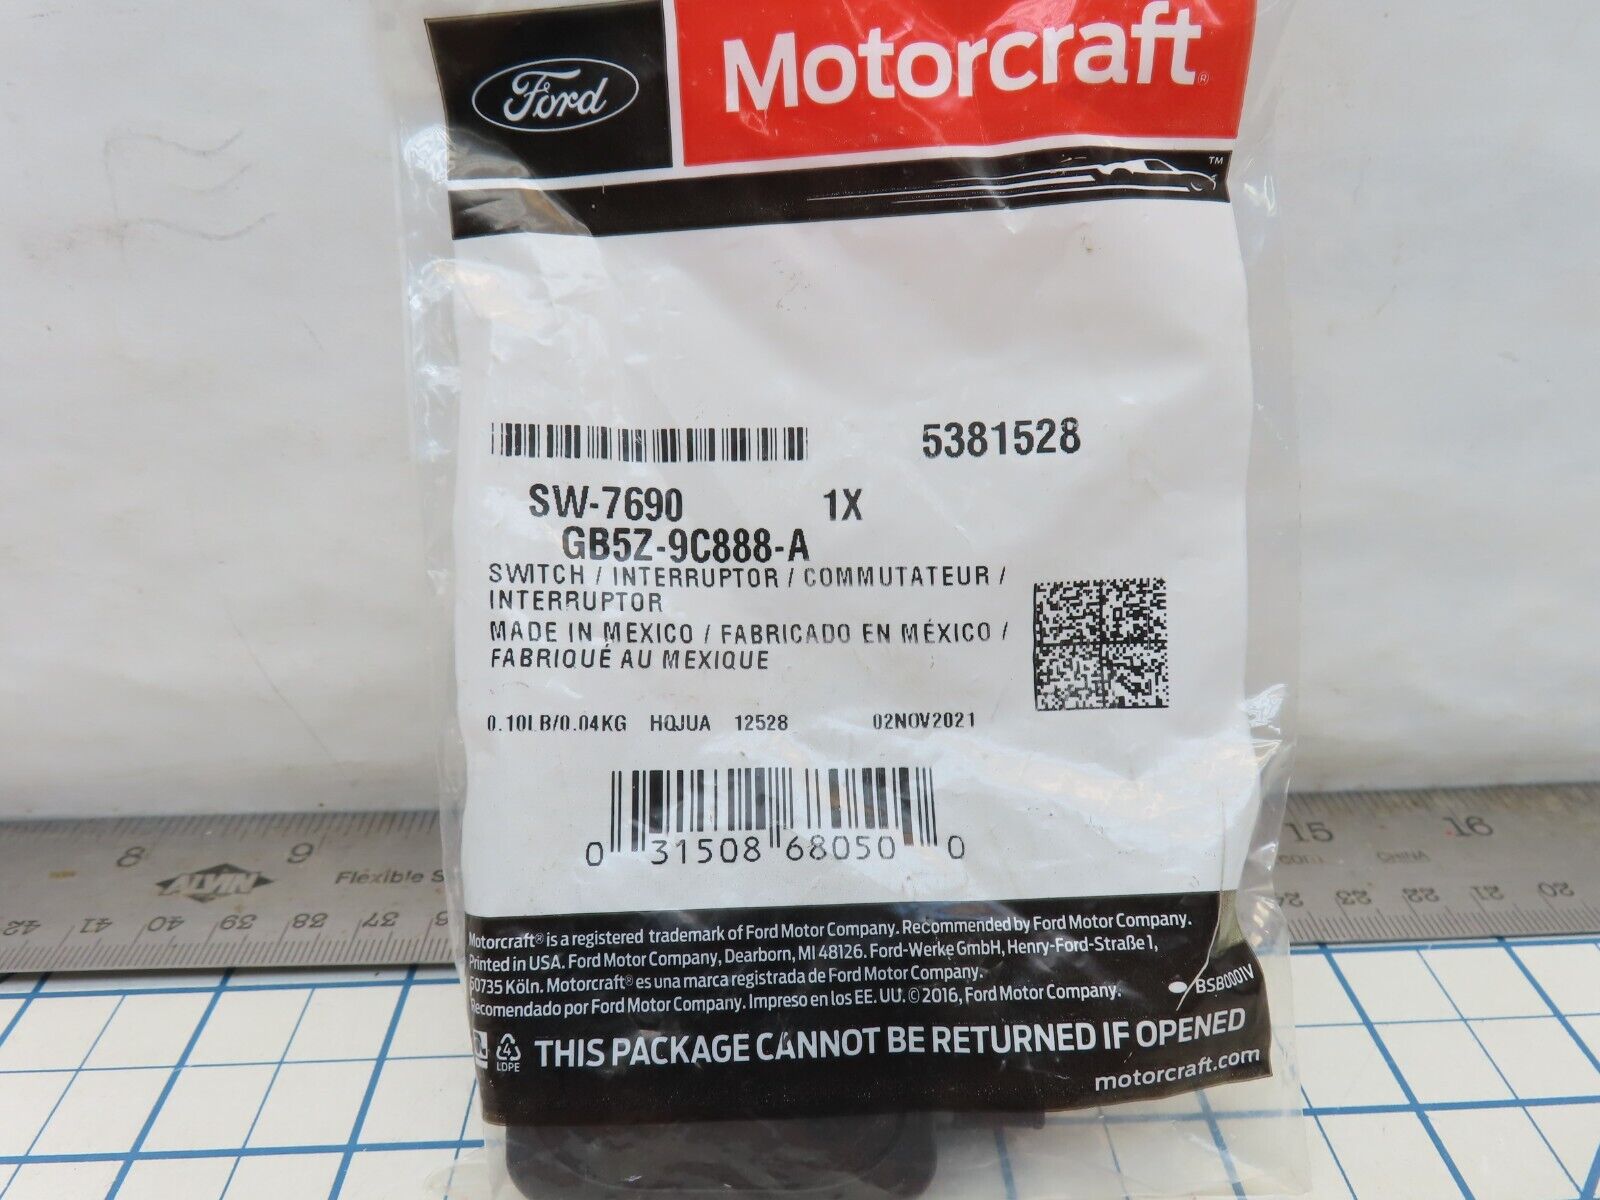 Ford
Motorcraft®
TM
5381528
SW-7690 1X
GB5Z-9C888-A
SWITCH / INTERRUPTOR / COMMUTATEUR /
INTERRUPTOR
MADE IN MEXICO / FABRICADO EN MÉXICO /
FABRIQUÉ AU MEXIQUE
0.10LB/0.04KG HQJUA 12528 02NOV2021
0 31508 68050 0
Motorcraft® is a registered trademark of Ford Motor Company. Recommended by Ford Motor Company.
Printed in USA. Ford Motor Company, Dearborn, MI 48126. Ford-Werke GmbH, Henry-Ford-Straße 1,
50735 Köln. Motorcraft® es una marca registrada de Ford Motor Company.
Recomendado por Ford Motor Company. Impreso en los EE. UU. © 2016, Ford Motor Company.
BSB0001V
4
LDPE
THIS PACKAGE CANNOT BE RETURNED IF OPENED
motorcraft.com
8 9 15 16
ALVIN Flexible com CHINA
42 41 40 39 38 37 24 23 22 21 20